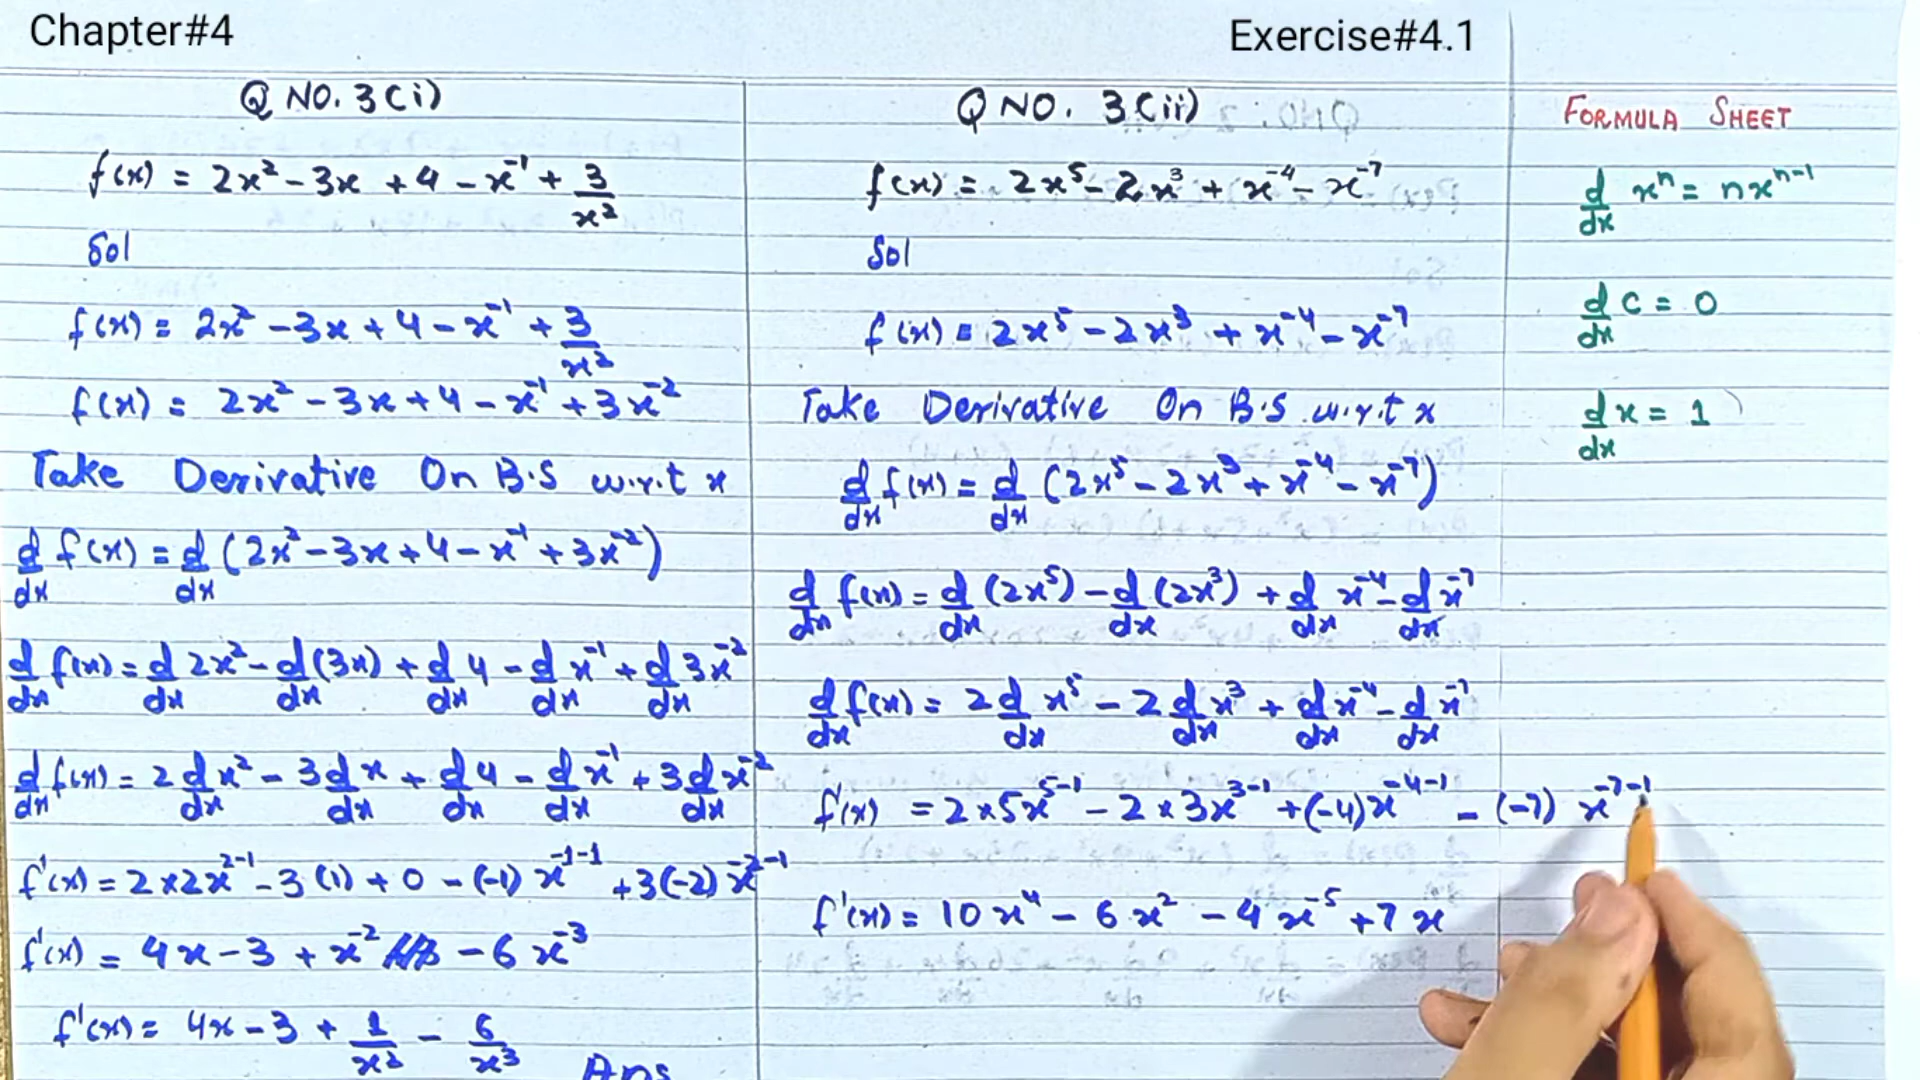 Chapter#4
Exercise#4.1
Q NO. 3(i)
f(x) = 2x² - 3x + 4 - x⁻¹ + 3/x²
Sol
f(x) = 2x² - 3x + 4 - x⁻¹ + 3/x²
f(x) = 2x² - 3x + 4 - x⁻¹ + 3x⁻²
Take Derivative On B.S w.r.t x
d/dx f(x) = d/dx (2x² - 3x + 4 - x⁻¹ + 3x⁻²)
d/dx f(x) = d/dx 2x² - d/dx (3x) + d/dx 4 - d/dx x⁻¹ + d/dx 3x⁻²
d/dx f(x) = 2 d/dx x² - 3 d/dx x + d/dx 4 - d/dx x⁻¹ + 3 d/dx x⁻²
f'(x) = 2×2x²⁻¹ - 3(1) + 0 - (-1) x⁻¹⁻¹ + 3(-2) x⁻²⁻¹
f'(x) = 4x - 3 + x⁻² - 6x⁻³
f'(x) = 4x - 3 + 1/x² - 6/x³
Ans
Q NO. 3(ii)
f(x) = 2x⁵ - 2x³ + x⁻⁴ - x⁻⁷
Sol
f(x) = 2x⁵ - 2x³ + x⁻⁴ - x⁻⁷
Take Derivative On B.S w.r.t x
d/dx f(x) = d/dx (2x⁵ - 2x³ + x⁻⁴ - x⁻⁷)
d/dx f(x) = d/dx (2x⁵) - d/dx (2x³) + d/dx x⁻⁴ - d/dx x⁻⁷
d/dx f(x) = 2 d/dx x⁵ - 2 d/dx x³ + d/dx x⁻⁴ - d/dx x⁻⁷
f'(x) = 2×5x⁵⁻¹ - 2×3x³⁻¹ + (-4)x⁻⁴⁻¹ - (-7) x⁻⁷⁻¹
f'(x) = 10x⁴ - 6x² - 4x⁻⁵ + 7x
FORMULA SHEET
d/dx xⁿ = nxⁿ⁻¹
d/dx c = 0
d/dx x = 1